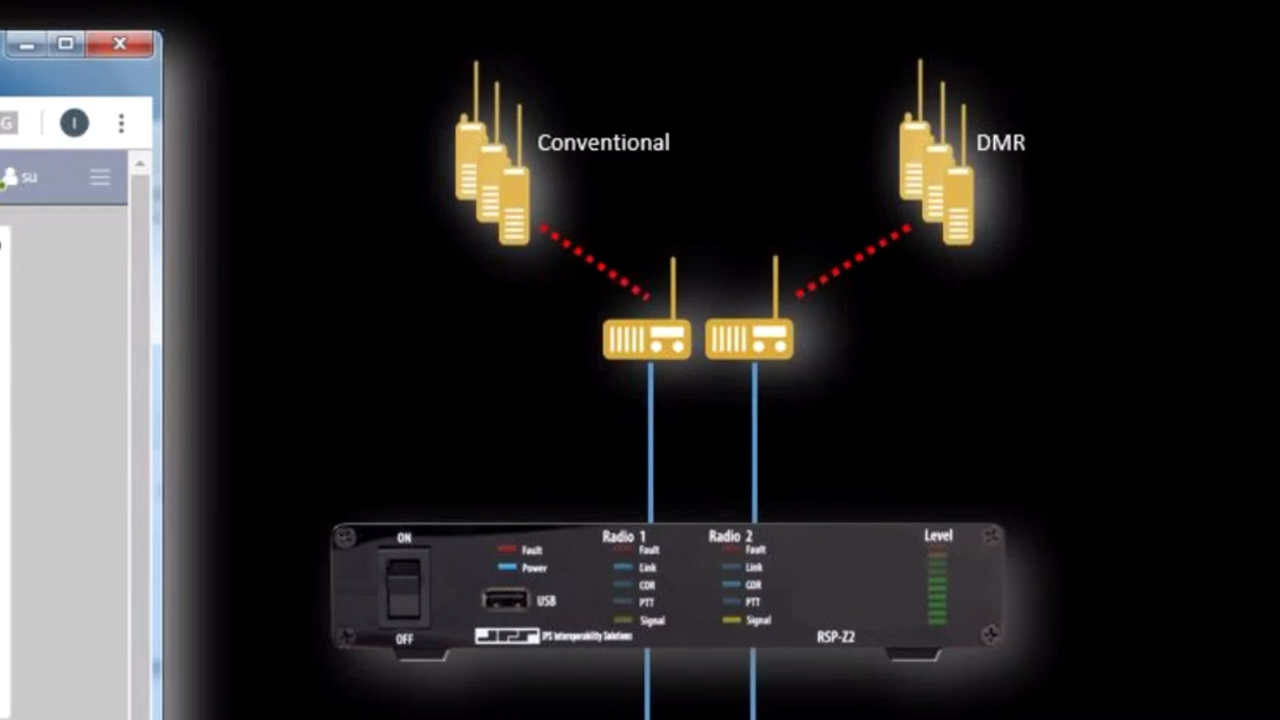 G
I
su
Conventional
DMR
ON
OFF
Fault
Power
USB
Radio 1
Fault
Link
COR
PTT
Signal
Radio 2
Fault
Link
COR
PTT
Signal
Level
JPS Interoperability Solutions
RSP-Z2